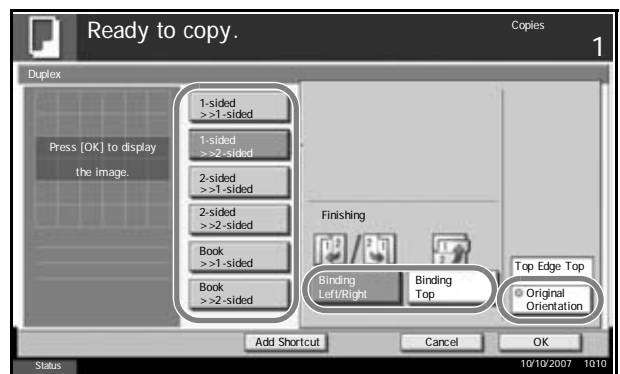 Ready to copy.
Copies
1
Duplex
Press [OK] to display
the image.
1-sided
>>1-sided
1-sided
>>2-sided
2-sided
>>1-sided
2-sided
>>2-sided
Book
>>1-sided
Book
>>2-sided
Finishing
Binding
Left/Right
Binding
Top
Top Edge Top
Original
Orientation
Add Shortcut
Cancel
OK
Status
10/10/2007 1010